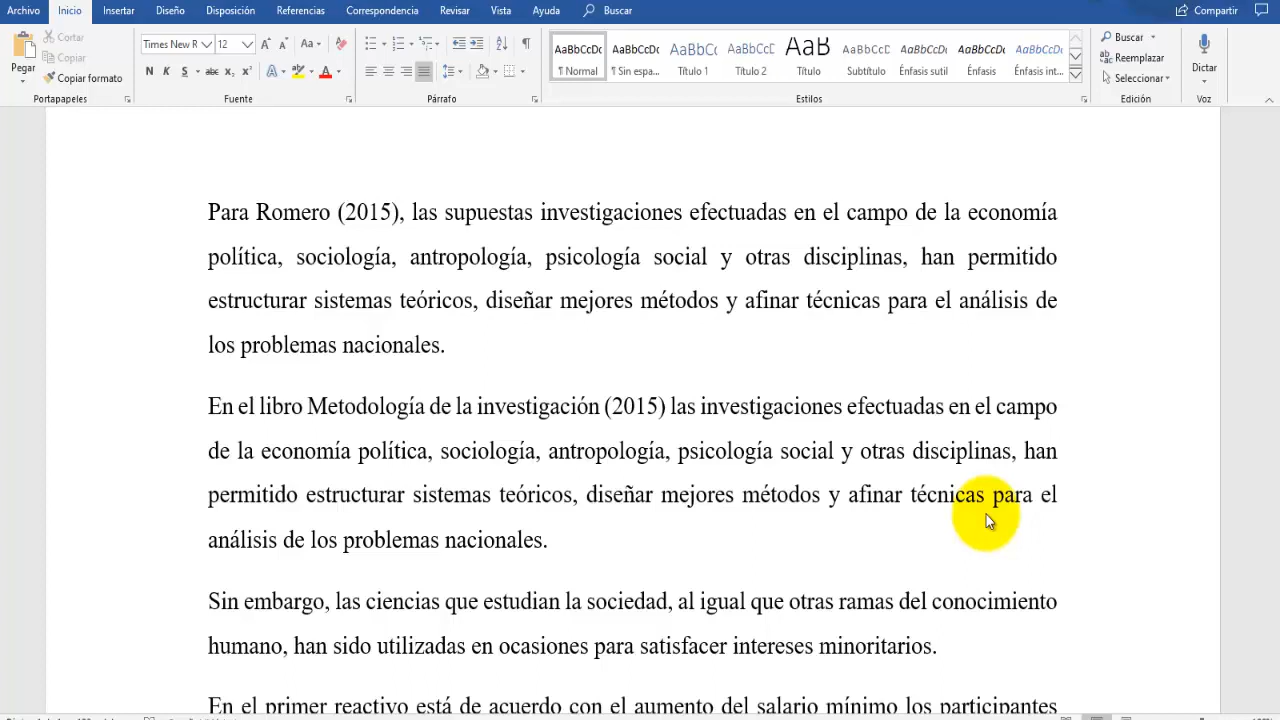 Archivo Inicio Insertar Diseño Disposición Referencias Correspondencia Revisar Vista Ayuda Buscar Compartir
Pegar
Cortar
Copiar
Copiar formato
Portapapeles
Times New R 12 Aa
N K S abc x₂ x² A A
Fuente
Párrafo
AaBbCcDc AaBbCcDc AaBbCc AaBbCcD AaB AaBbCcD AaBbCcDc AaBbCcDc AaBbCcDc
¶ Normal ¶ Sin espa... Título 1 Título 2 Título Subtítulo Énfasis sutil Énfasis Énfasis int...
Estilos
Buscar
Reemplazar
Seleccionar
Edición
Dictar
Voz
Para Romero (2015), las supuestas investigaciones efectuadas en el campo de la economía
política, sociología, antropología, psicología social y otras disciplinas, han permitido
estructurar sistemas teóricos, diseñar mejores métodos y afinar técnicas para el análisis de
los problemas nacionales.
En el libro Metodología de la investigación (2015) las investigaciones efectuadas en el campo
de la economía política, sociología, antropología, psicología social y otras disciplinas, han
permitido estructurar sistemas teóricos, diseñar mejores métodos y afinar técnicas para el
análisis de los problemas nacionales.
Sin embargo, las ciencias que estudian la sociedad, al igual que otras ramas del conocimiento
humano, han sido utilizadas en ocasiones para satisfacer intereses minoritarios.
En el primer reactivo está de acuerdo con el aumento del salario mínimo los participantes